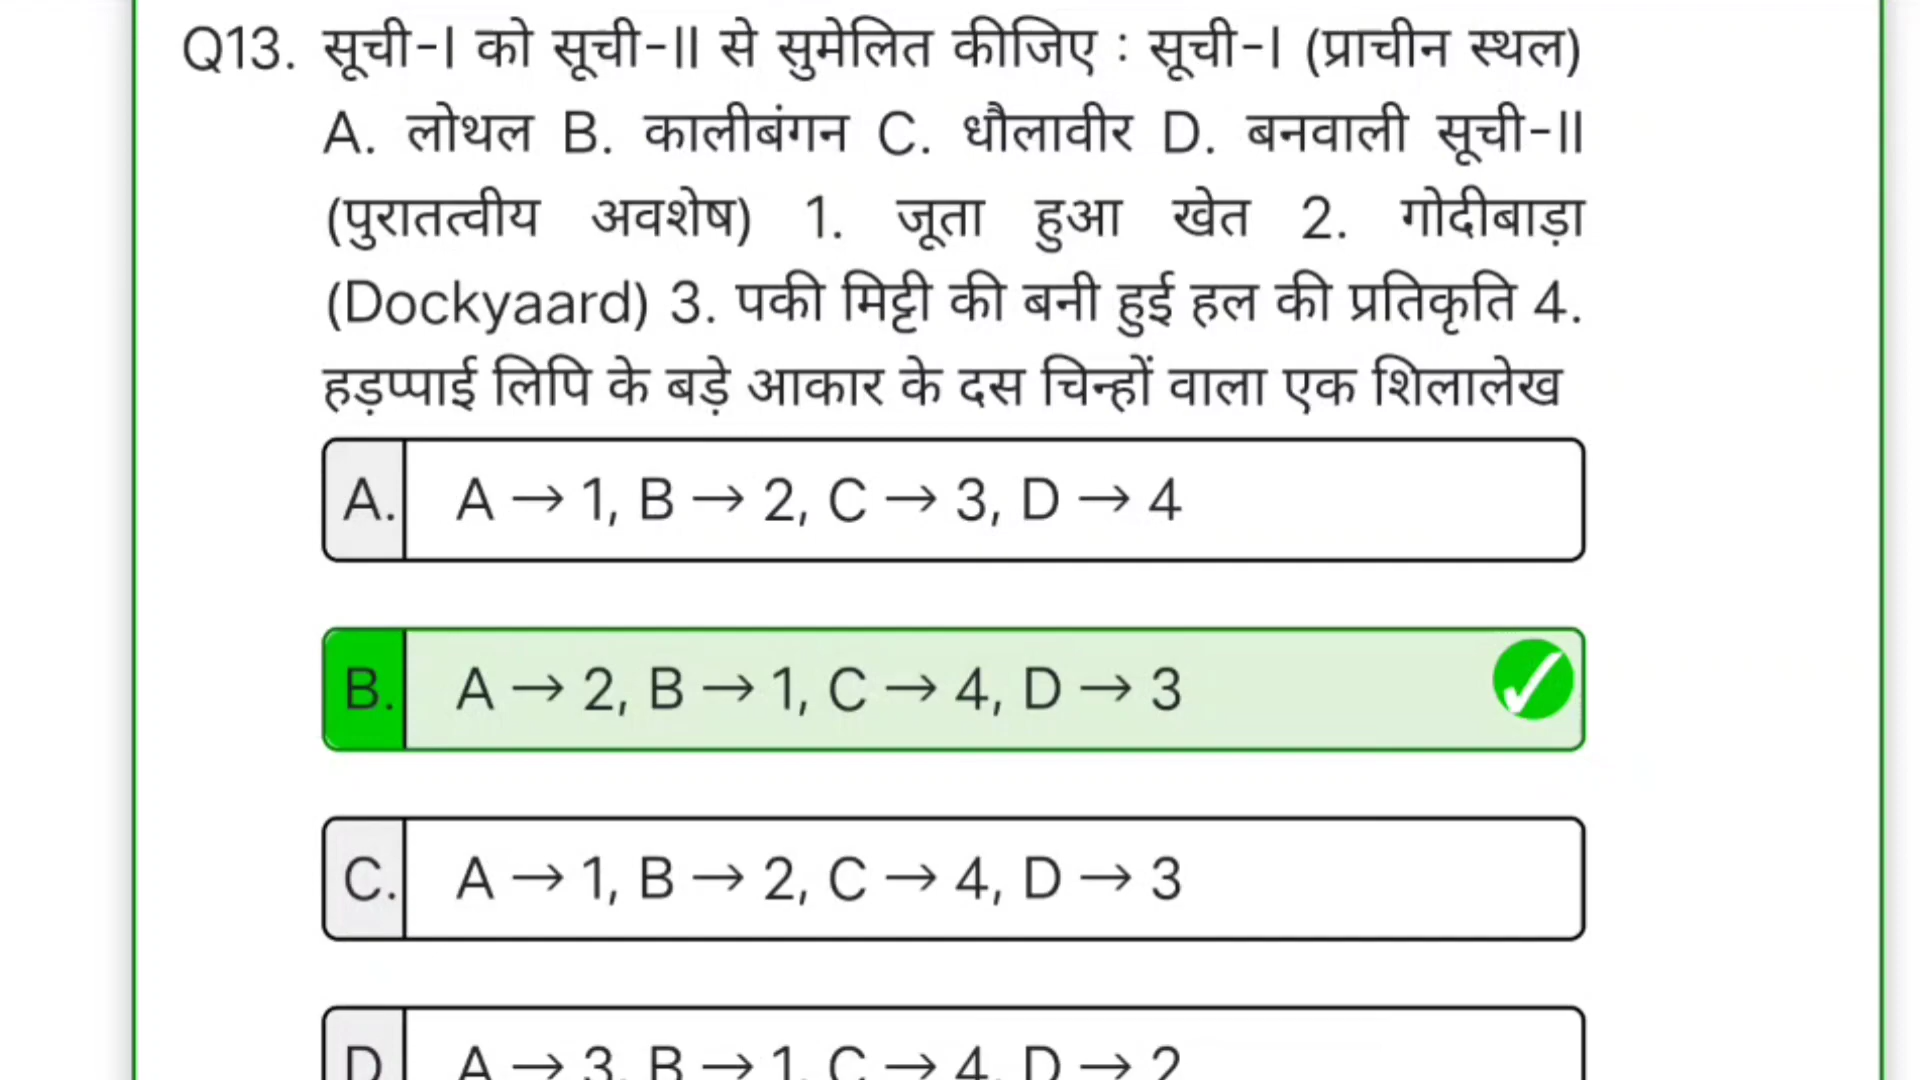 Q13. सूची-I को सूची-II से सुमेलित कीजिए : सूची-I (प्राचीन स्थल)
A. लोथल B. कालीबंगन C. धौलावीर D. बनवाली सूची-II
(पुरातत्वीय अवशेष) 1. जूता हुआ खेत 2. गोदीबाड़ा
(Dockyaard) 3. पकी मिट्टी की बनी हुई हल की प्रतिकृति 4.
हड़प्पाई लिपि के बड़े आकार के दस चिन्हों वाला एक शिलालेख
A. A → 1, B → 2, C → 3, D → 4
B. A → 2, B → 1, C → 4, D → 3
C. A → 1, B → 2, C → 4, D → 3
D A → 3, B → 1, C → 4, D → 2